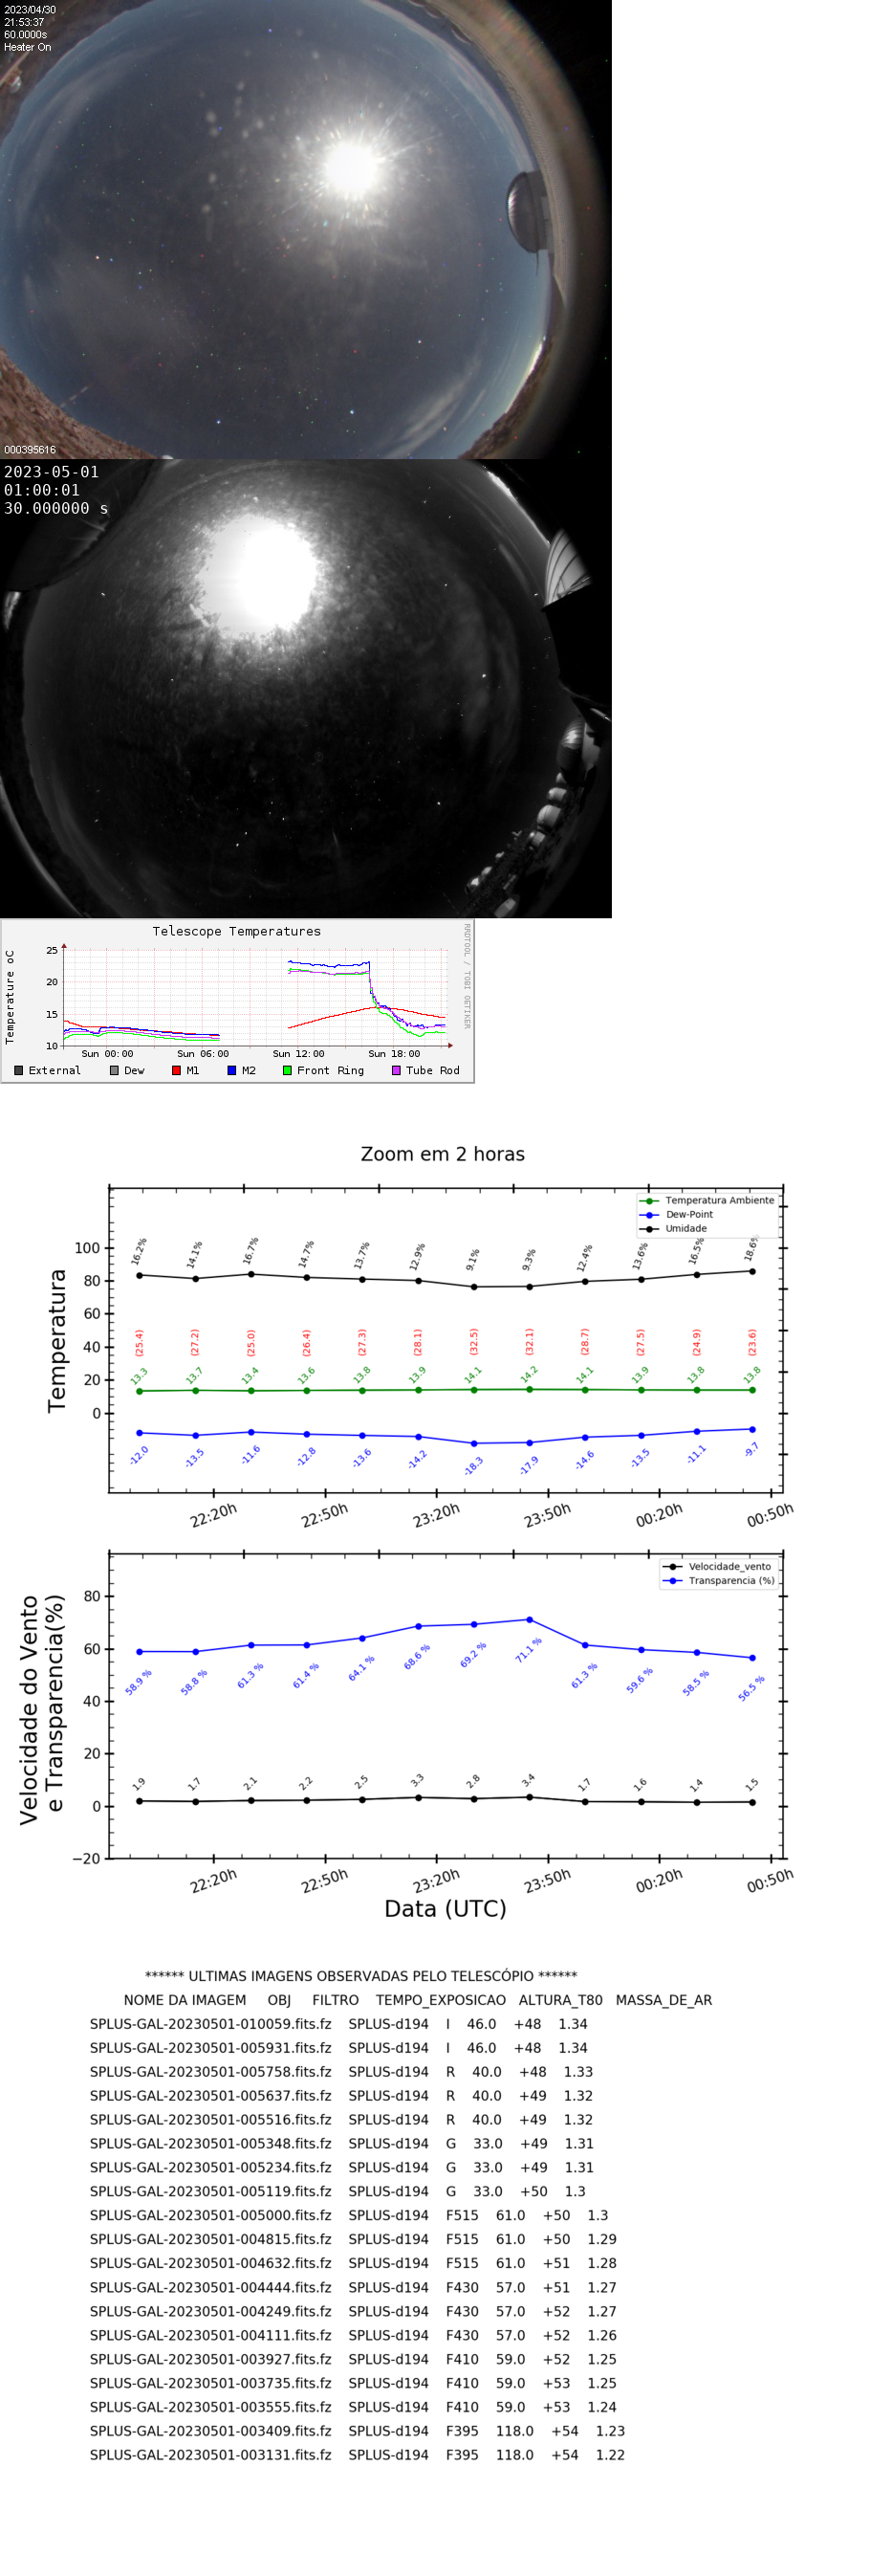 2023/04/30
21:53:37
60.0000s
Heater On
000395616
2023-05-01
01:00:01
30.000000 s
Telescope Temperatures
RRDTOOL / TOBI OETIKER
Temperature oC
25
20
15
10
Sun 00:00 Sun 06:00 Sun 12:00 Sun 18:00
External Dew M1 M2 Front Ring Tube Rod
Zoom em 2 horas
Temperatura Ambiente
Dew-Point
Umidade
Temperatura
100
80
60
40
20
0
16.2% 14.1% 16.7% 14.7% 13.7% 12.9% 9.1% 9.3% 12.4% 13.6% 16.5% 18.6%
(25.4) (27.2) (25.0) (26.4) (27.3) (28.1) (32.5) (32.1) (28.7) (27.5) (24.9) (23.6)
13.3 13.7 13.4 13.6 13.8 13.9 14.1 14.2 14.1 13.9 13.8 13.8
-12.0 -13.5 -11.6 -12.8 -13.6 -14.2 -18.3 -17.9 -14.6 -13.5 -11.1 -9.7
22:20h 22:50h 23:20h 23:50h 00:20h 00:50h
Velocidade_vento
Transparencia (%)
Velocidade do Vento
e Transparencia(%)
80
60
40
20
0
−20
58.9 % 58.8 % 61.3 % 61.4 % 64.1 % 68.6 % 69.2 % 71.1 % 61.3 % 59.6 % 58.5 % 56.5 %
1.9 1.7 2.1 2.2 2.5 3.3 2.8 3.4 1.7 1.6 1.4 1.5
22:20h 22:50h 23:20h 23:50h 00:20h 00:50h
Data (UTC)
****** ULTIMAS IMAGENS OBSERVADAS PELO TELESCÓPIO ******
NOME DA IMAGEM OBJ FILTRO TEMPO_EXPOSICAO ALTURA_T80 MASSA_DE_AR
SPLUS-GAL-20230501-010059.fits.fz SPLUS-d194 I 46.0 +48 1.34
SPLUS-GAL-20230501-005931.fits.fz SPLUS-d194 I 46.0 +48 1.34
SPLUS-GAL-20230501-005758.fits.fz SPLUS-d194 R 40.0 +48 1.33
SPLUS-GAL-20230501-005637.fits.fz SPLUS-d194 R 40.0 +49 1.32
SPLUS-GAL-20230501-005516.fits.fz SPLUS-d194 R 40.0 +49 1.32
SPLUS-GAL-20230501-005348.fits.fz SPLUS-d194 G 33.0 +49 1.31
SPLUS-GAL-20230501-005234.fits.fz SPLUS-d194 G 33.0 +49 1.31
SPLUS-GAL-20230501-005119.fits.fz SPLUS-d194 G 33.0 +50 1.3
SPLUS-GAL-20230501-005000.fits.fz SPLUS-d194 F515 61.0 +50 1.3
SPLUS-GAL-20230501-004815.fits.fz SPLUS-d194 F515 61.0 +50 1.29
SPLUS-GAL-20230501-004632.fits.fz SPLUS-d194 F515 61.0 +51 1.28
SPLUS-GAL-20230501-004444.fits.fz SPLUS-d194 F430 57.0 +51 1.27
SPLUS-GAL-20230501-004249.fits.fz SPLUS-d194 F430 57.0 +52 1.27
SPLUS-GAL-20230501-004111.fits.fz SPLUS-d194 F430 57.0 +52 1.26
SPLUS-GAL-20230501-003927.fits.fz SPLUS-d194 F410 59.0 +52 1.25
SPLUS-GAL-20230501-003735.fits.fz SPLUS-d194 F410 59.0 +53 1.25
SPLUS-GAL-20230501-003555.fits.fz SPLUS-d194 F410 59.0 +53 1.24
SPLUS-GAL-20230501-003409.fits.fz SPLUS-d194 F395 118.0 +54 1.23
SPLUS-GAL-20230501-003131.fits.fz SPLUS-d194 F395 118.0 +54 1.22